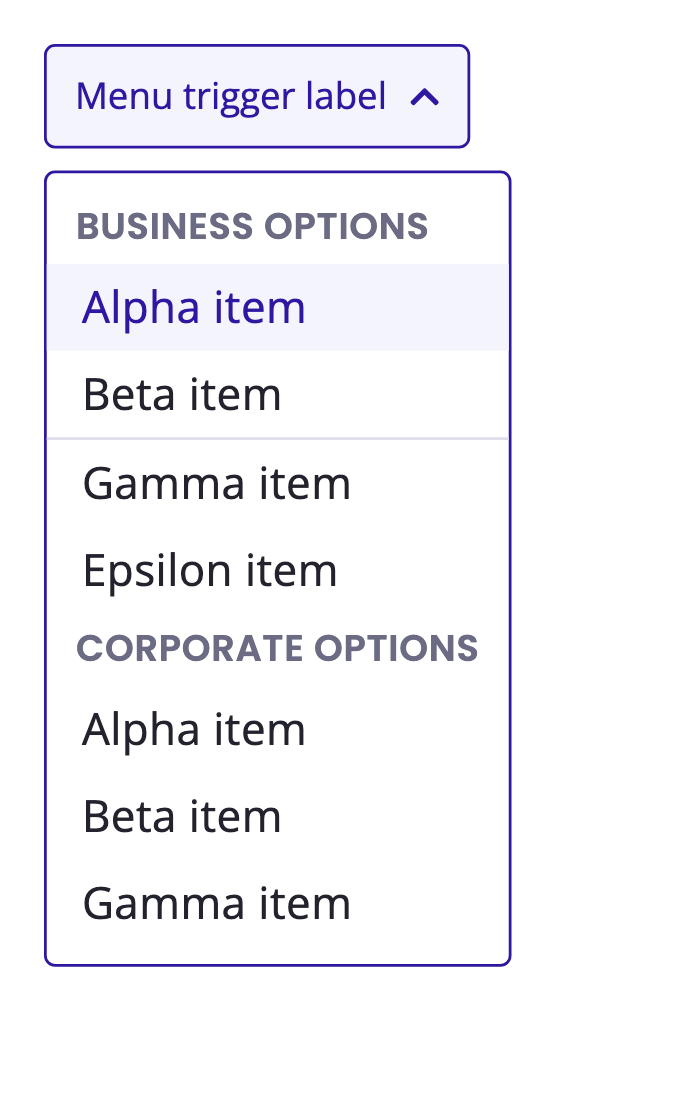 Menu trigger label
BUSINESS OPTIONS
Alpha item
Beta item
Gamma item
Epsilon item
CORPORATE OPTIONS
Alpha item
Beta item
Gamma item